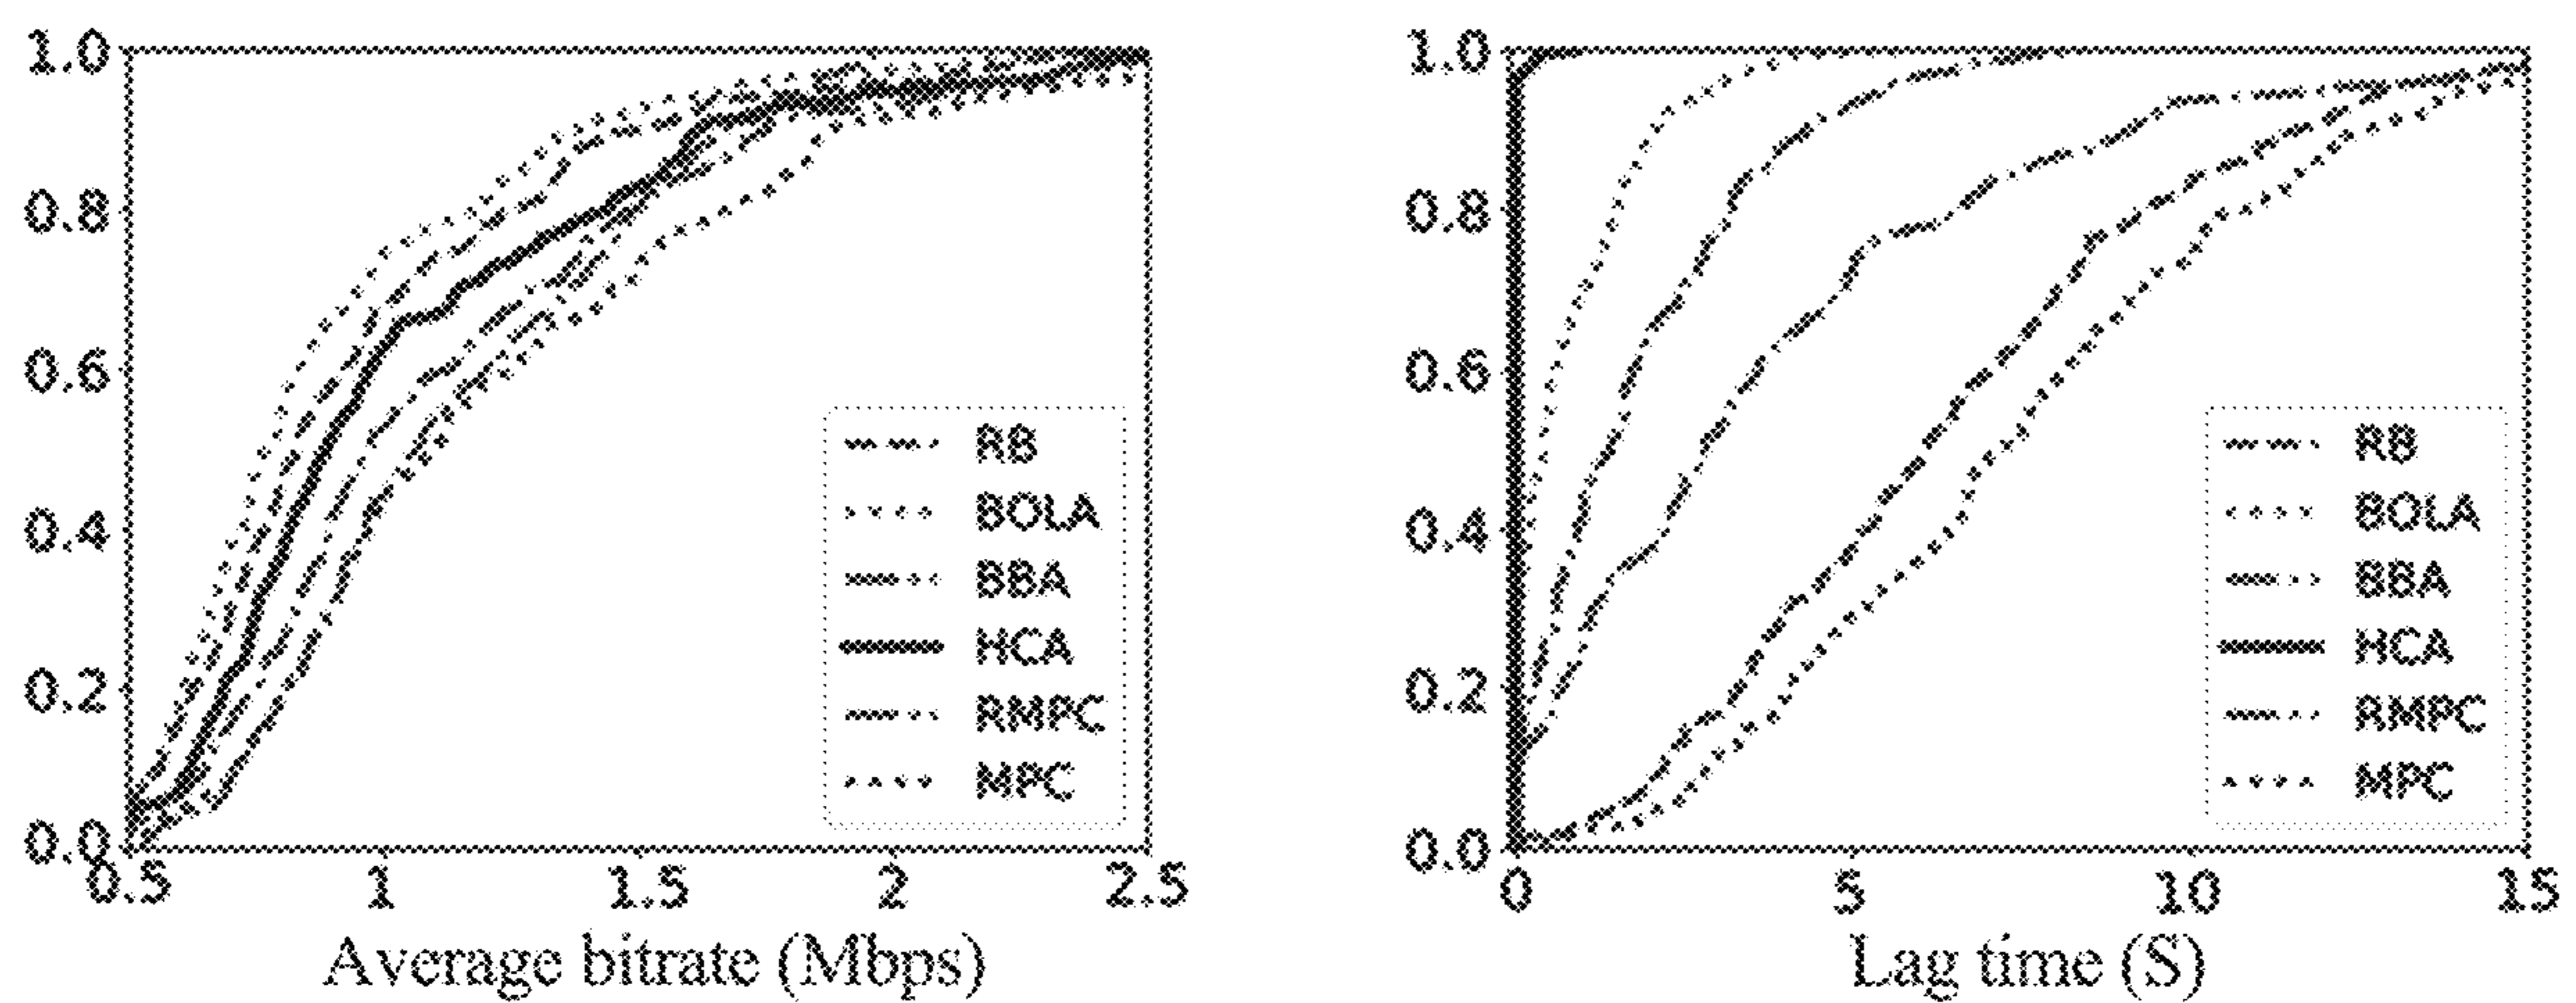 1.0
0.8
0.6
0.4
0.2
0.0
0.5 1 1.5 2 2.5
Average bitrate (Mbps)
RB
BOLA
BBA
HCA
RMPC
MPC
1.0
0.8
0.6
0.4
0.2
0.0
0 5 10 15
Lag time (S)
RB
BOLA
BBA
HCA
RMPC
MPC